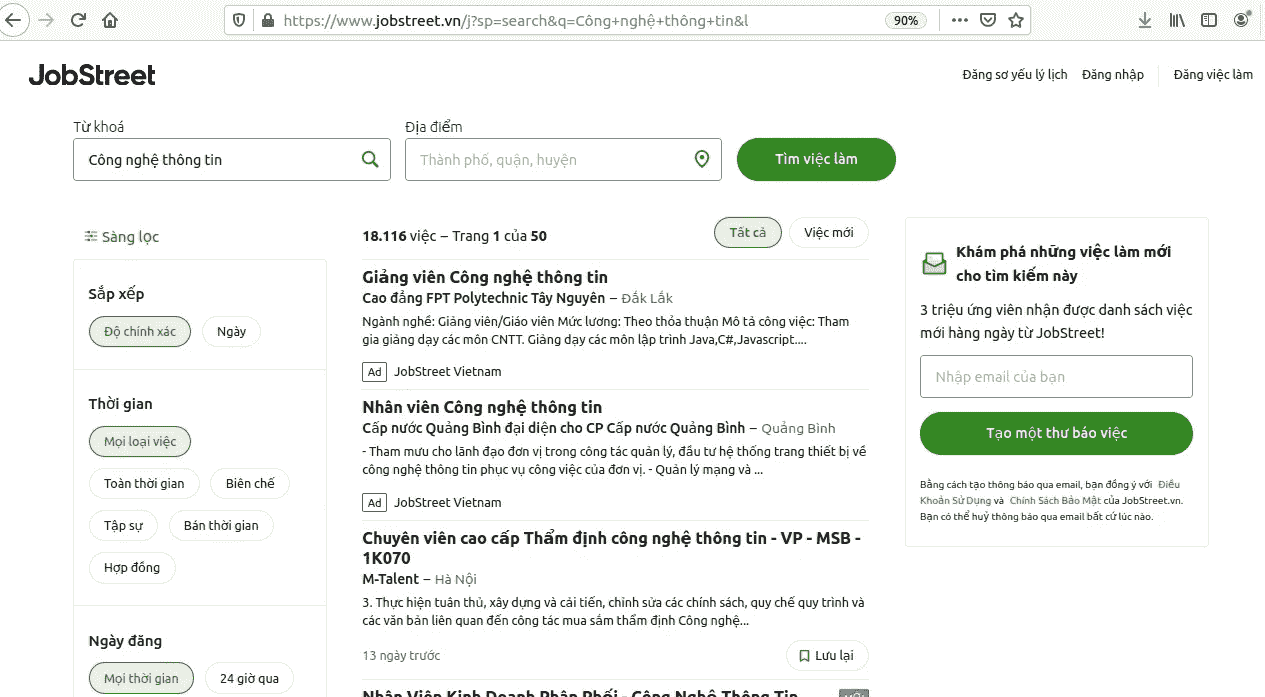 https://www.jobstreet.vn/j?sp=search&q=Công+nghệ+thông+tin&l
90%
JobStreet
Đăng sơ yếu lý lịch Đăng nhập Đăng việc làm
Từ khoá
Địa điểm
Công nghệ thông tin
Thành phố, quận, huyện
Tìm việc làm
Sàng lọc
Sắp xếp
Độ chính xác
Ngày
Thời gian
Mọi loại việc
Toàn thời gian
Biên chế
Tập sự
Bán thời gian
Hợp đồng
Ngày đăng
Mọi thời gian
24 giờ qua
18.116 việc – Trang 1 của 50
Tất cả
Việc mới
Giảng viên Công nghệ thông tin
Cao đẳng FPT Polytechnic Tây Nguyên – Đắk Lắk
Ngành nghề: Giảng viên/Giáo viên Mức lương: Theo thỏa thuận Mô tả công việc: Tham
gia giảng dạy các môn CNTT. Giảng dạy các môn lập trình Java,C#,Javascript....
Ad JobStreet Vietnam
Nhân viên Công nghệ thông tin
Cấp nước Quảng Bình đại diện cho CP Cấp nước Quảng Bình – Quảng Bình
- Tham mưu cho lãnh đạo đơn vị trong công tác quản lý, đầu tư hệ thống trang thiết bị về
công nghệ thông tin phục vụ công việc của đơn vị. - Quản lý mạng và ...
Ad JobStreet Vietnam
Chuyên viên cao cấp Thẩm định công nghệ thông tin - VP - MSB -
1K070
M-Talent – Hà Nội
3. Thực hiện tuân thủ, xây dựng và cải tiến, chỉnh sửa các chính sách, quy chế quy trình và
các văn bản liên quan đến công tác mua sắm thẩm định Công nghệ...
13 ngày trước
Lưu lại
Nhân Viên Kinh Doanh Phân Phối - Công Nghệ Thông Tin
Khám phá những việc làm mới
cho tìm kiếm này
3 triệu ứng viên nhận được danh sách việc
mới hàng ngày từ JobStreet!
Nhập email của bạn
Tạo một thư báo việc
Bằng cách tạo thông báo qua email, bạn đồng ý với Điều
Khoản Sử Dụng và Chính Sách Bảo Mật của JobStreet.vn.
Bạn có thể huỷ thông báo qua email bất cứ lúc nào.